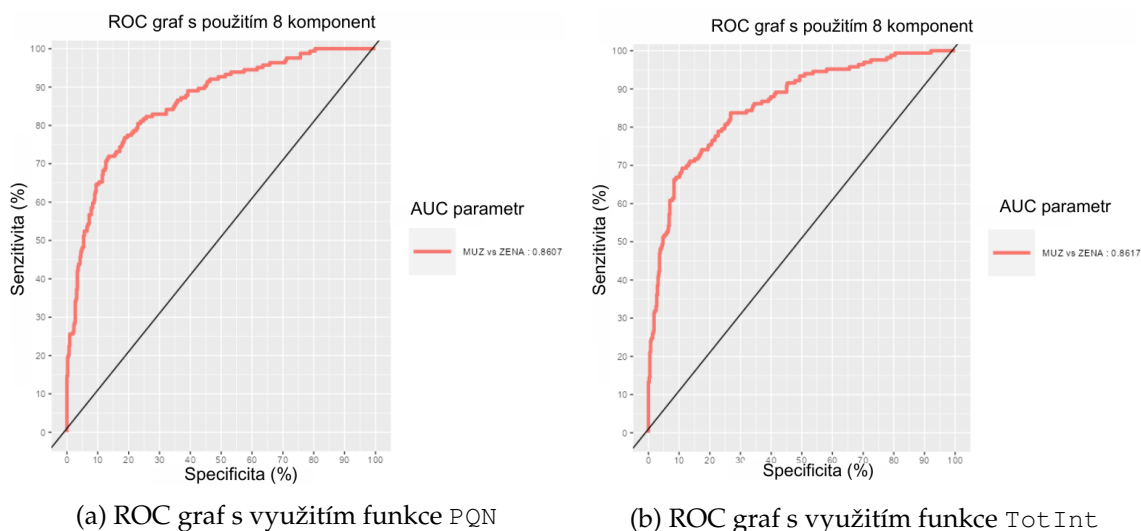 ROC graf s použitím 8 komponent
100
90
80
70
60
50
40
30
20
10
0
Senzitivita (%)
0 10 20 30 40 50 60 70 80 90 100
Specificita (%)
AUC parametr
MUZ vs ZENA : 0.8607
(a) ROC graf s využitím funkce PQN
ROC graf s použitím 8 komponent
100
90
80
70
60
50
40
30
20
10
0
Senzitivita (%)
0 10 20 30 40 50 60 70 80 90 100
Specificita (%)
AUC parametr
MUZ vs ZENA : 0.8617
(b) ROC graf s využitím funkce TotInt